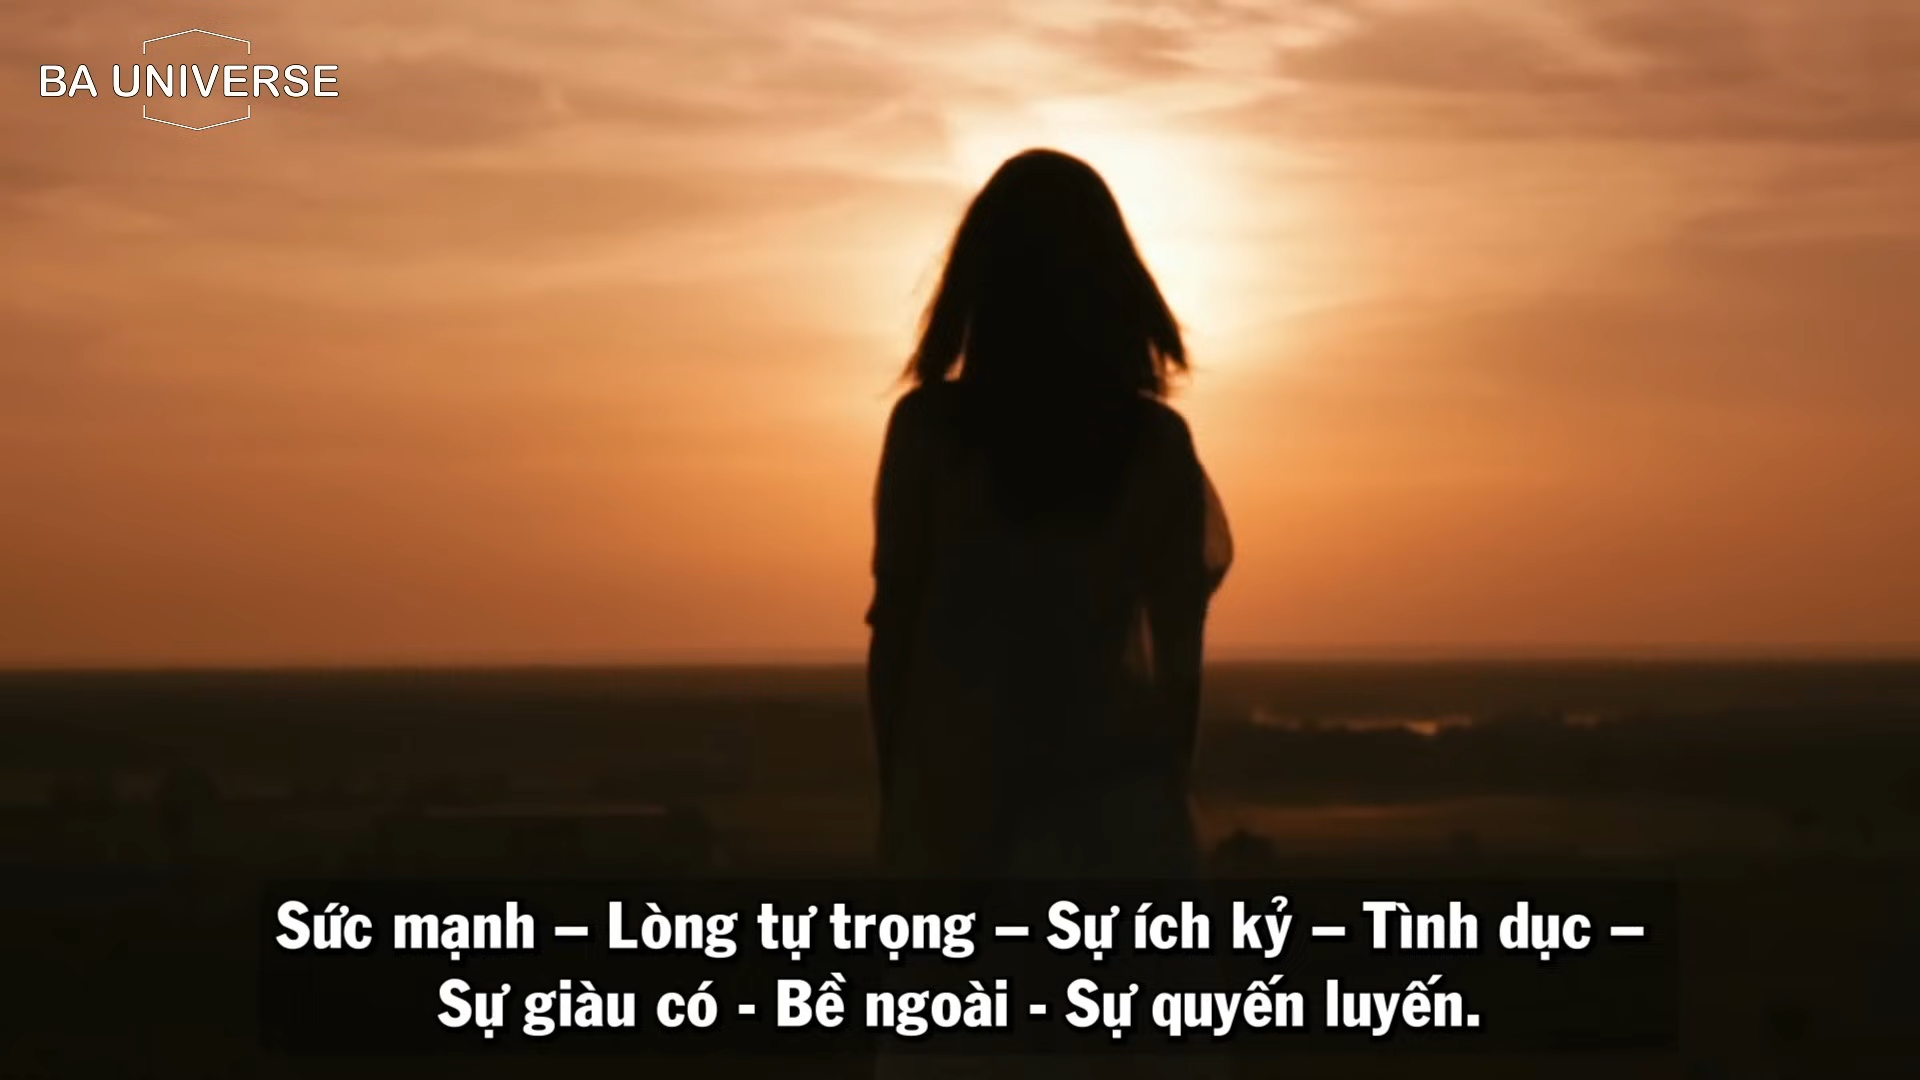 BA UNIVERSE
Sức mạnh – Lòng tự trọng – Sự ích kỷ – Tình dục –
Sự giàu có - Bề ngoài - Sự quyến luyến.